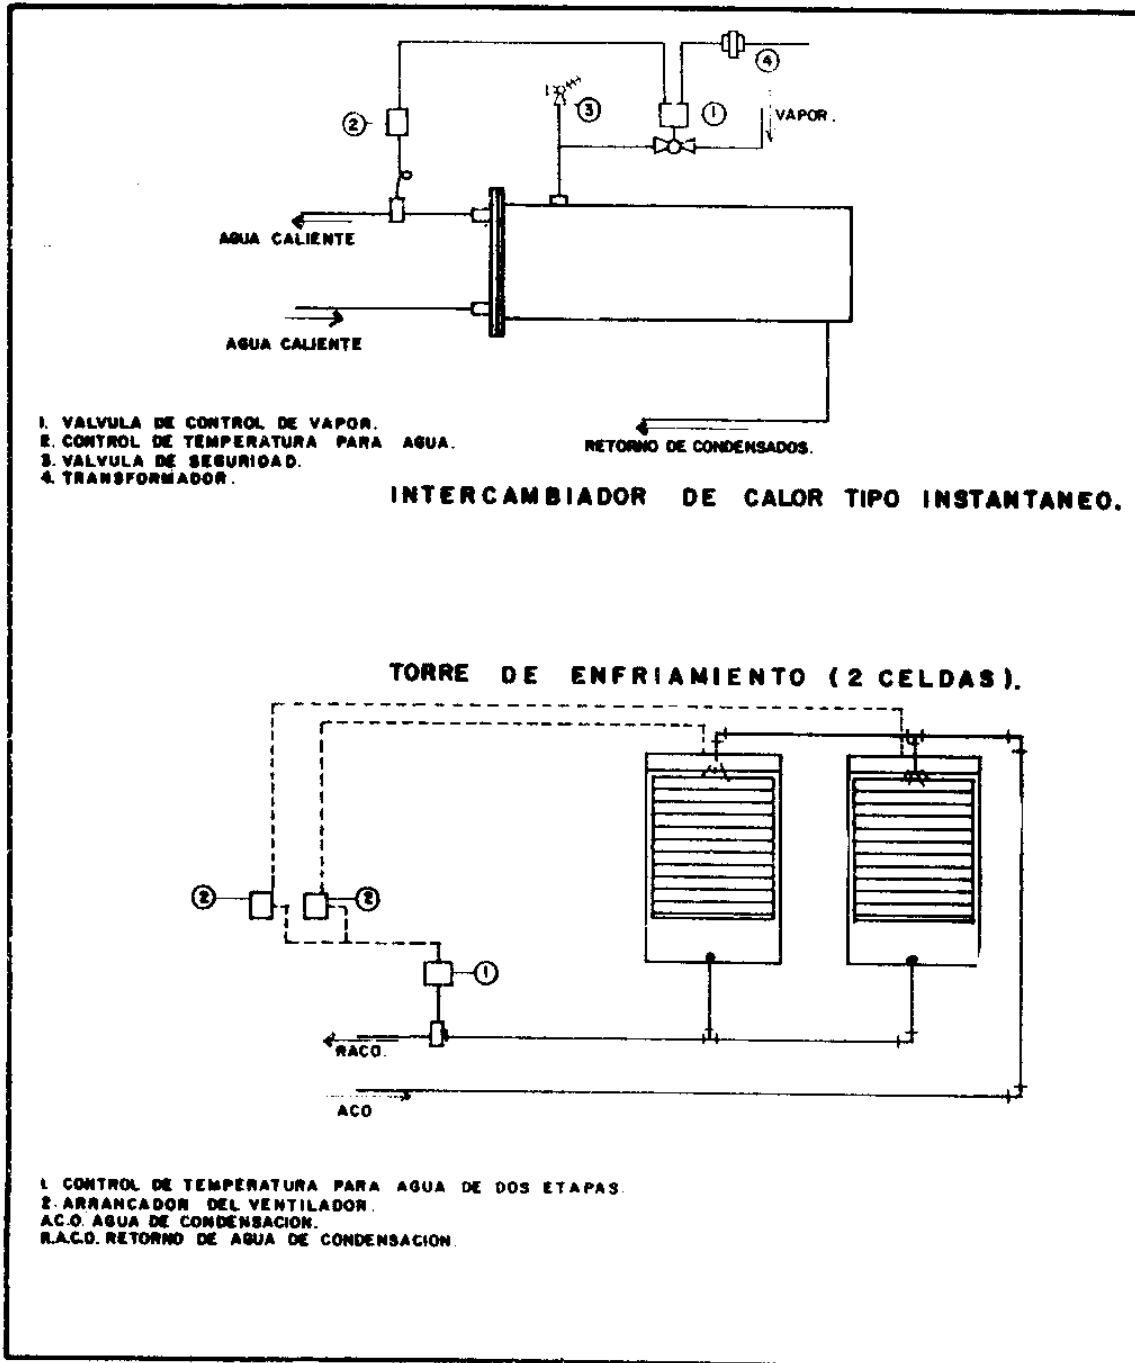 4
1
VAPOR.
3
2
AGUA CALIENTE
AGUA CALIENTE
1. VALVULA DE CONTROL DE VAPOR.
2. CONTROL DE TEMPERATURA PARA AGUA.
3. VALVULA DE SEGURIDAD.
4. TRANSFORMADOR.
RETORNO DE CONDENSADOS.
INTERCAMBIADOR DE CALOR TIPO INSTANTANEO.
TORRE DE ENFRIAMIENTO (2 CELDAS).
2
2
1
RACO.
ACO
1. CONTROL DE TEMPERATURA PARA AGUA DE DOS ETAPAS.
2. ARRANCADOR DEL VENTILADOR.
A.C.O. AGUA DE CONDENSACION.
R.A.C.O. RETORNO DE AGUA DE CONDENSACION.